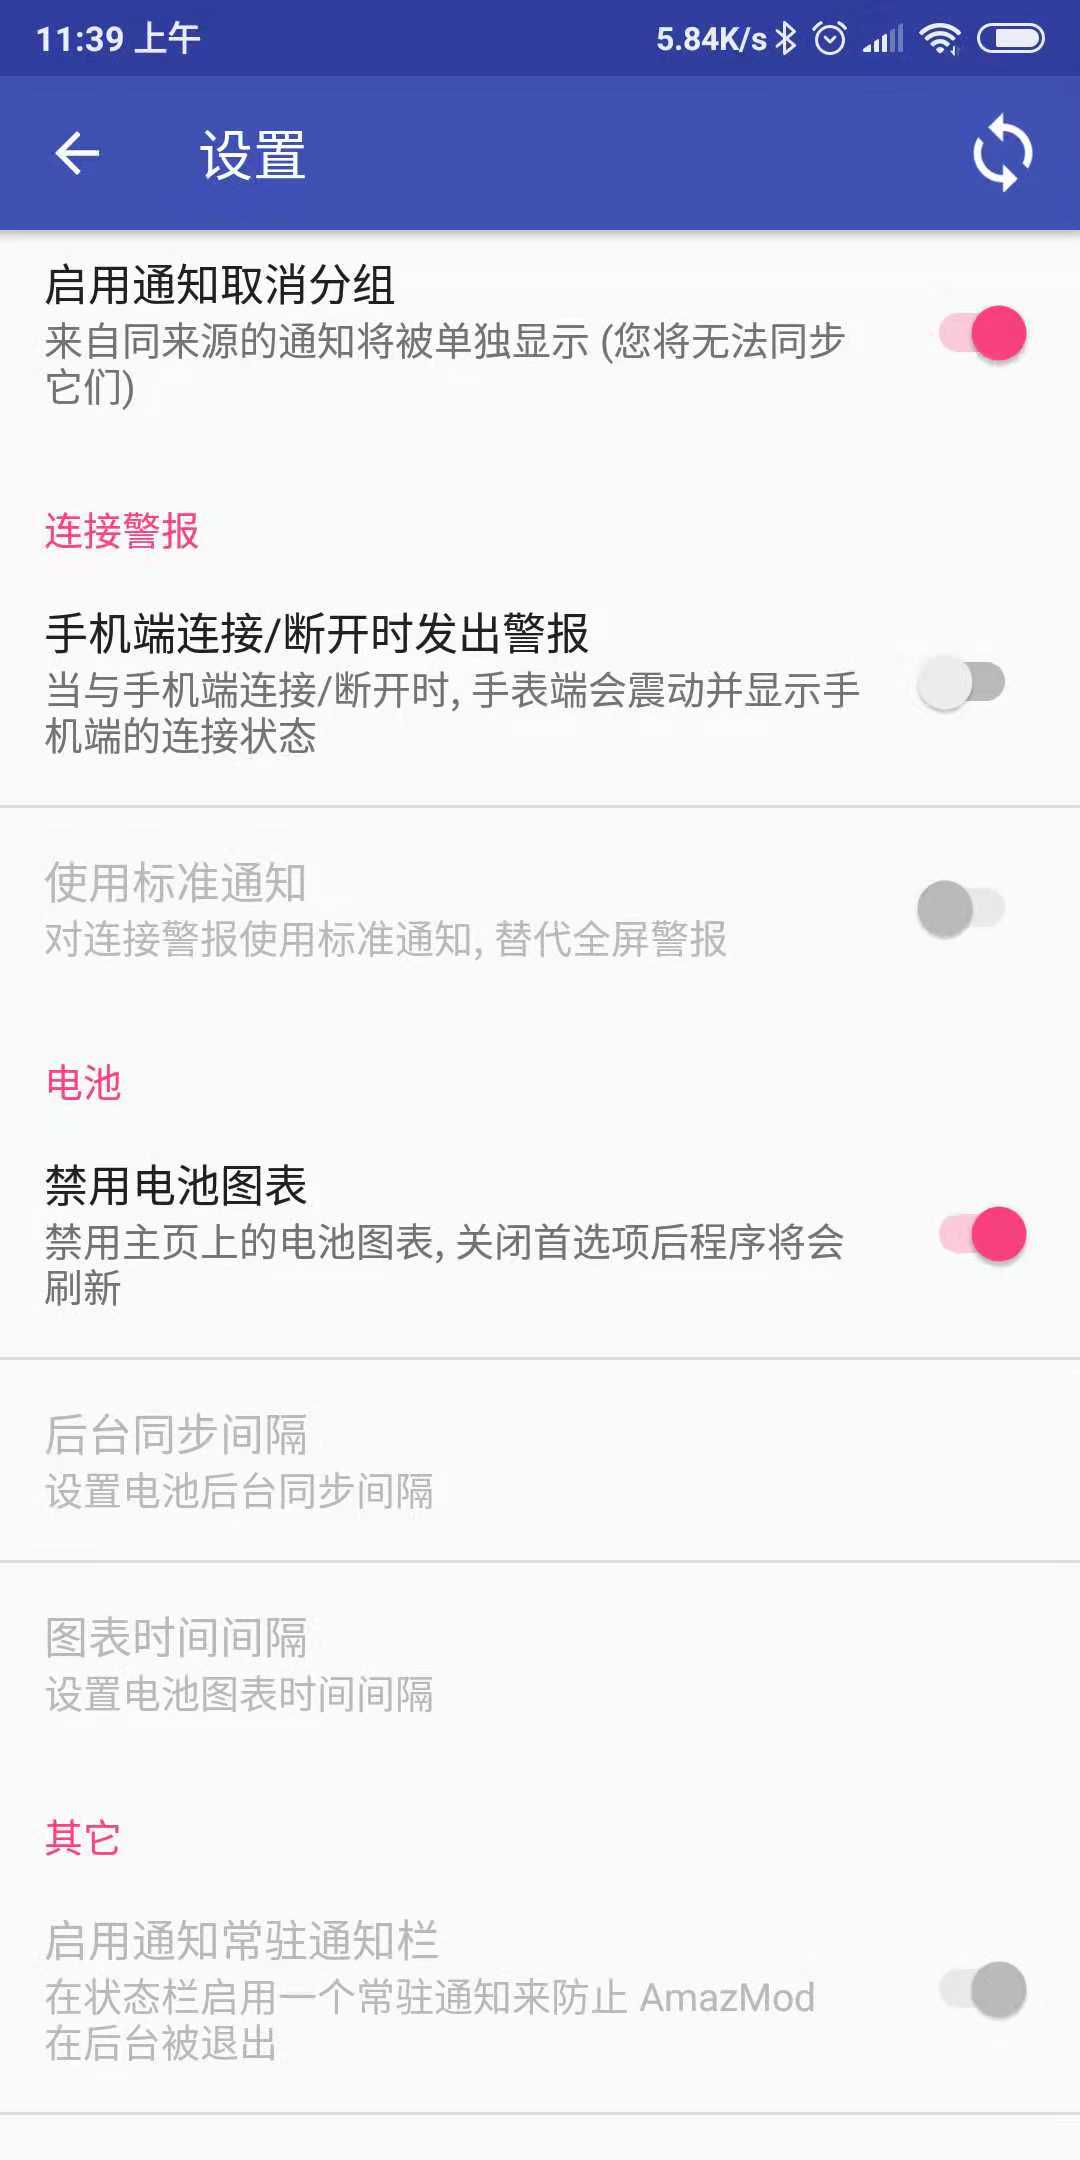 11:39 上午
5.84K/s
设置
启用通知取消分组
来自同来源的通知将被单独显示 (您将无法同步
它们)
连接警报
手机端连接/断开时发出警报
当与手机端连接/断开时, 手表端会震动并显示手
机端的连接状态
使用标准通知
对连接警报使用标准通知, 替代全屏警报
电池
禁用电池图表
禁用主页上的电池图表, 关闭首选项后程序将会
刷新
后台同步间隔
设置电池后台同步间隔
图表时间间隔
设置电池图表时间间隔
其它
启用通知常驻通知栏
在状态栏启用一个常驻通知来防止 AmazMod
在后台被退出